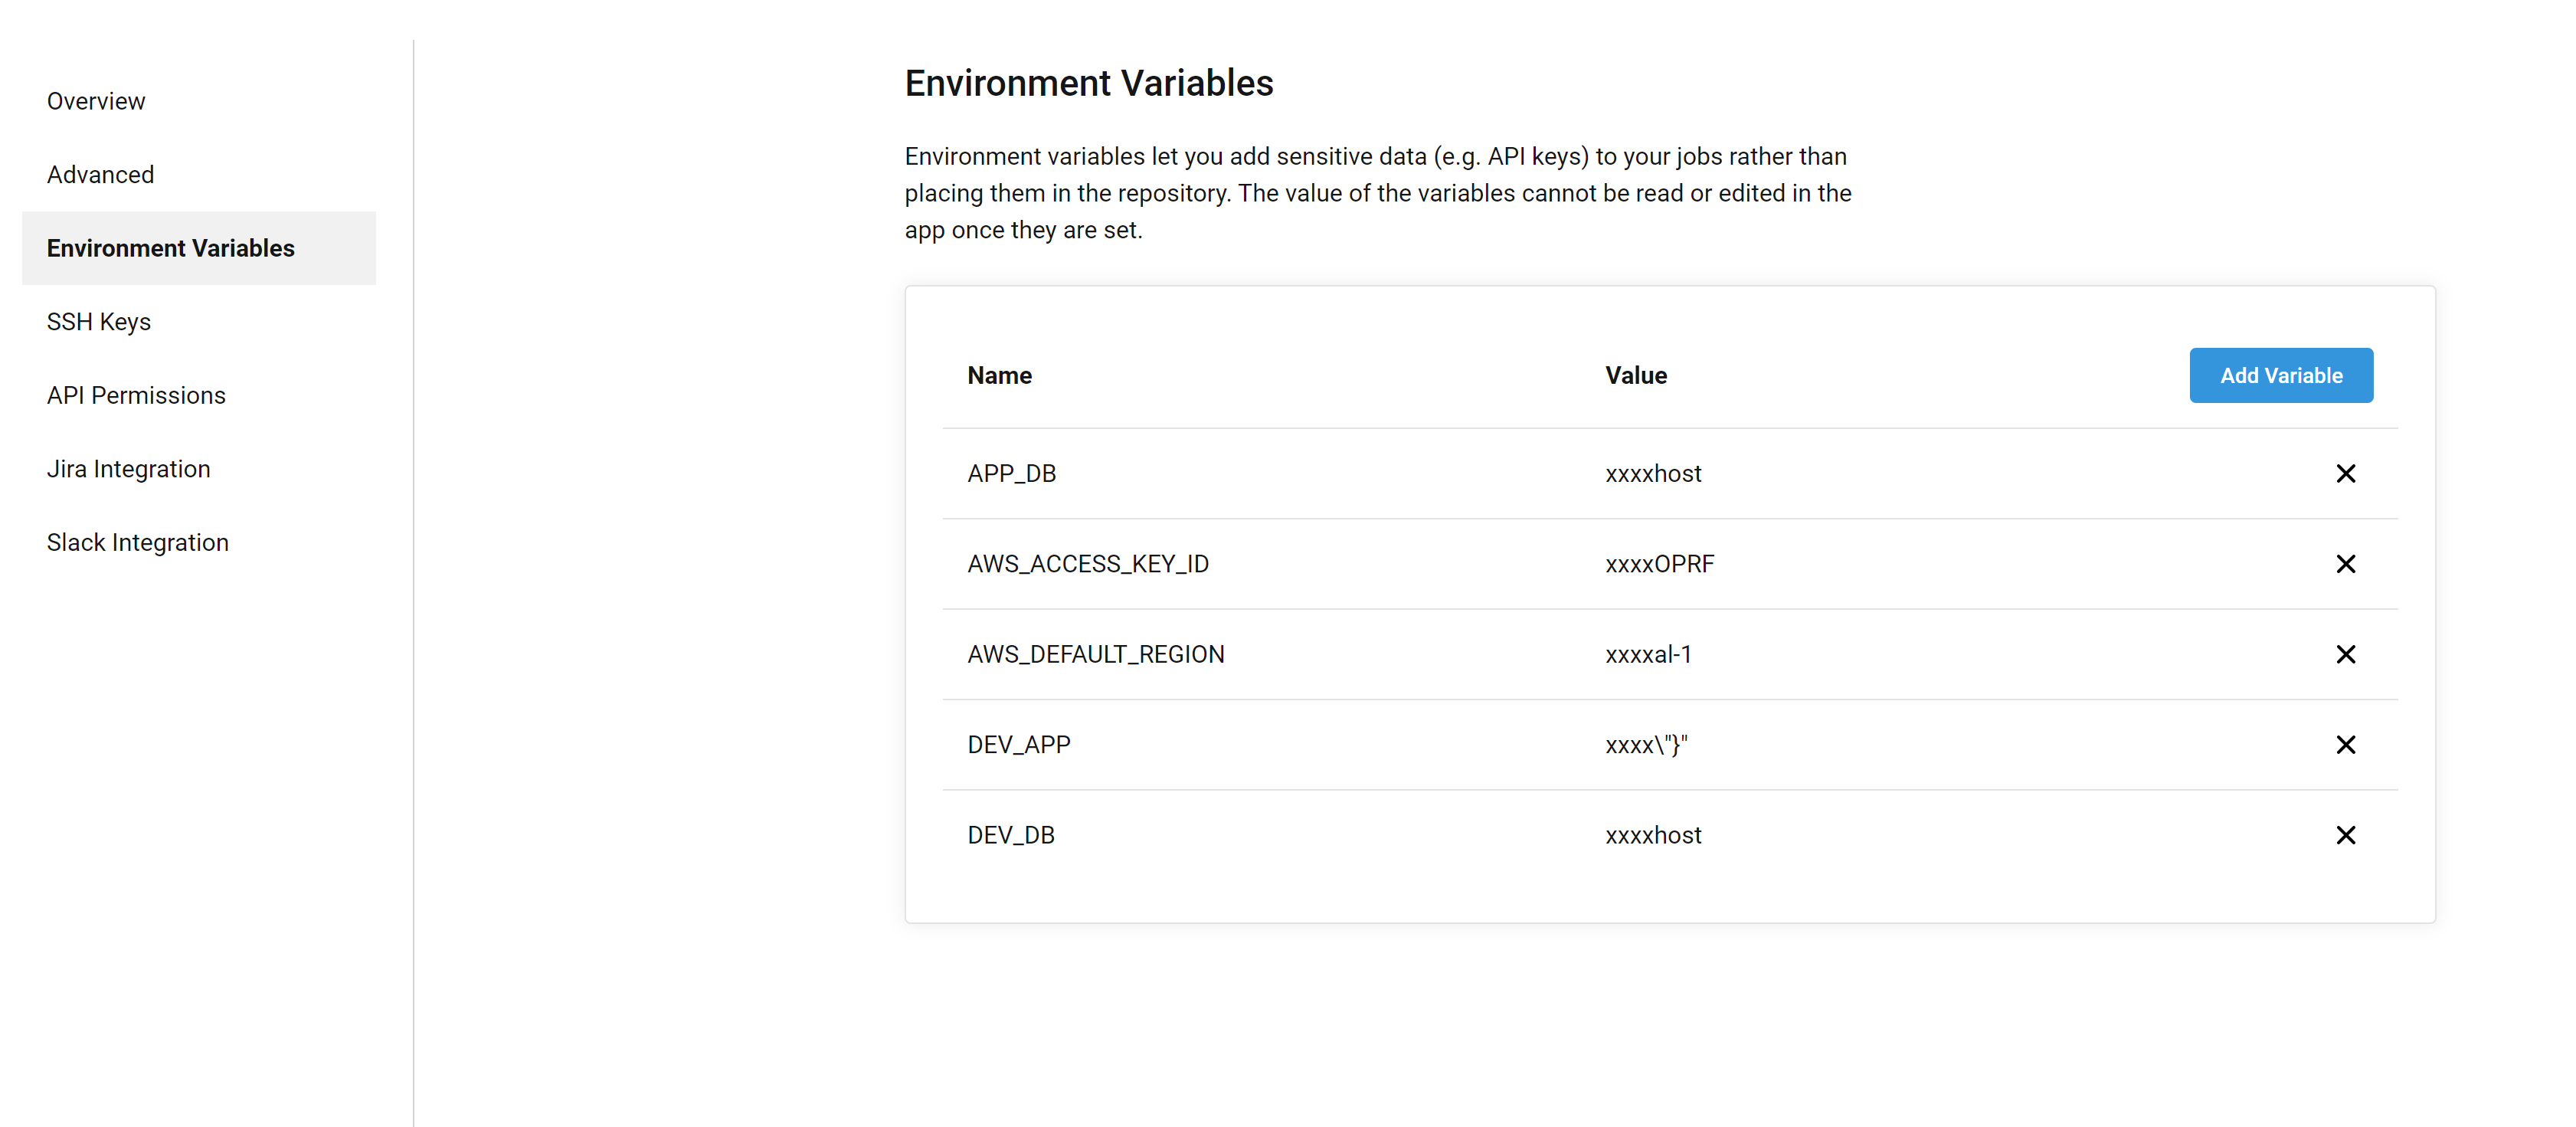 Overview
Advanced
Environment Variables
SSH Keys
API Permissions
Jira Integration
Slack Integration
Environment Variables
Environment variables let you add sensitive data (e.g. API keys) to your jobs rather than
placing them in the repository. The value of the variables cannot be read or edited in the
app once they are set.
Name Value Add Variable
APP_DB xxxxhost
AWS_ACCESS_KEY_ID xxxxOPRF
AWS_DEFAULT_REGION xxxxal-1
DEV_APP xxxx\"}"
DEV_DB xxxxhost